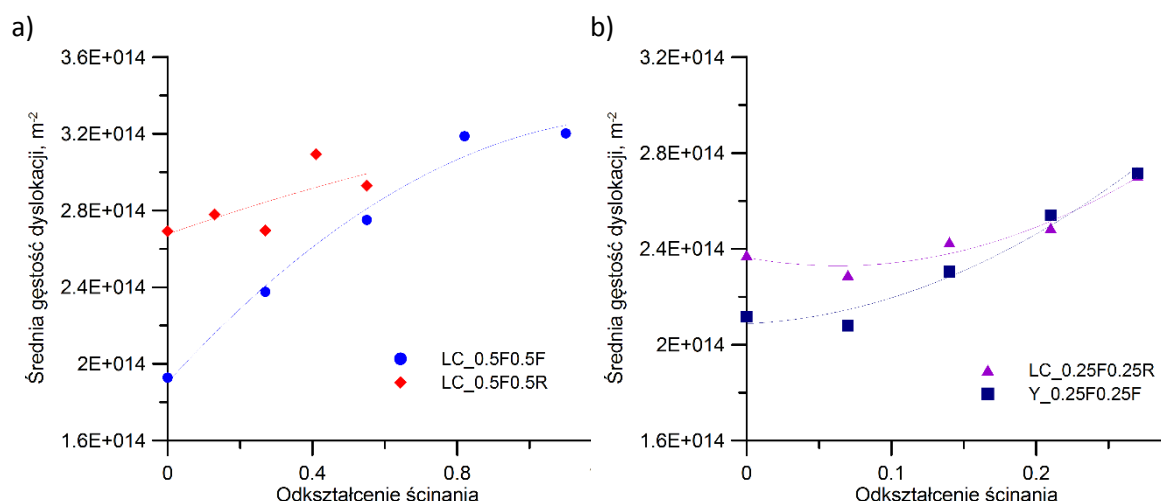 a)
3.6E+014
3.2E+014
2.8E+014
2.4E+014
2E+014
1.6E+014
Średnia gęstość dyslokacji, m-2
0
0.4
0.8
Odkształcenie ścinania
LC_0.5F0.5F
LC_0.5F0.5R
b)
3.2E+014
2.8E+014
2.4E+014
2E+014
1.6E+014
Średnia gęstość dyslokacji, m-2
0
0.1
0.2
Odkształcenie ścinania
LC_0.25F0.25R
Y_0.25F0.25F